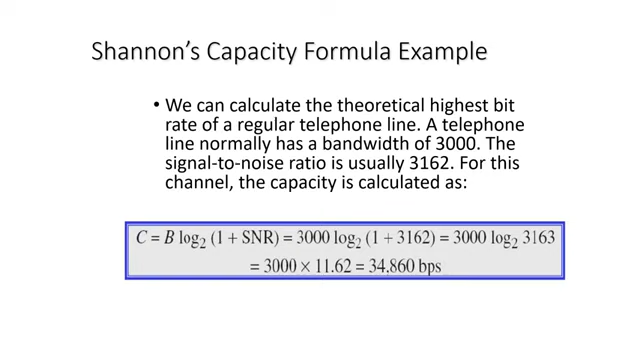 Shannon's Capacity Formula Example
• We can calculate the theoretical highest bit
rate of a regular telephone line. A telephone
line normally has a bandwidth of 3000. The
signal-to-noise ratio is usually 3162. For this
channel, the capacity is calculated as:
C = B log₂ (1 + SNR) = 3000 log₂ (1 + 3162) = 3000 log₂ 3163
= 3000 × 11.62 = 34,860 bps